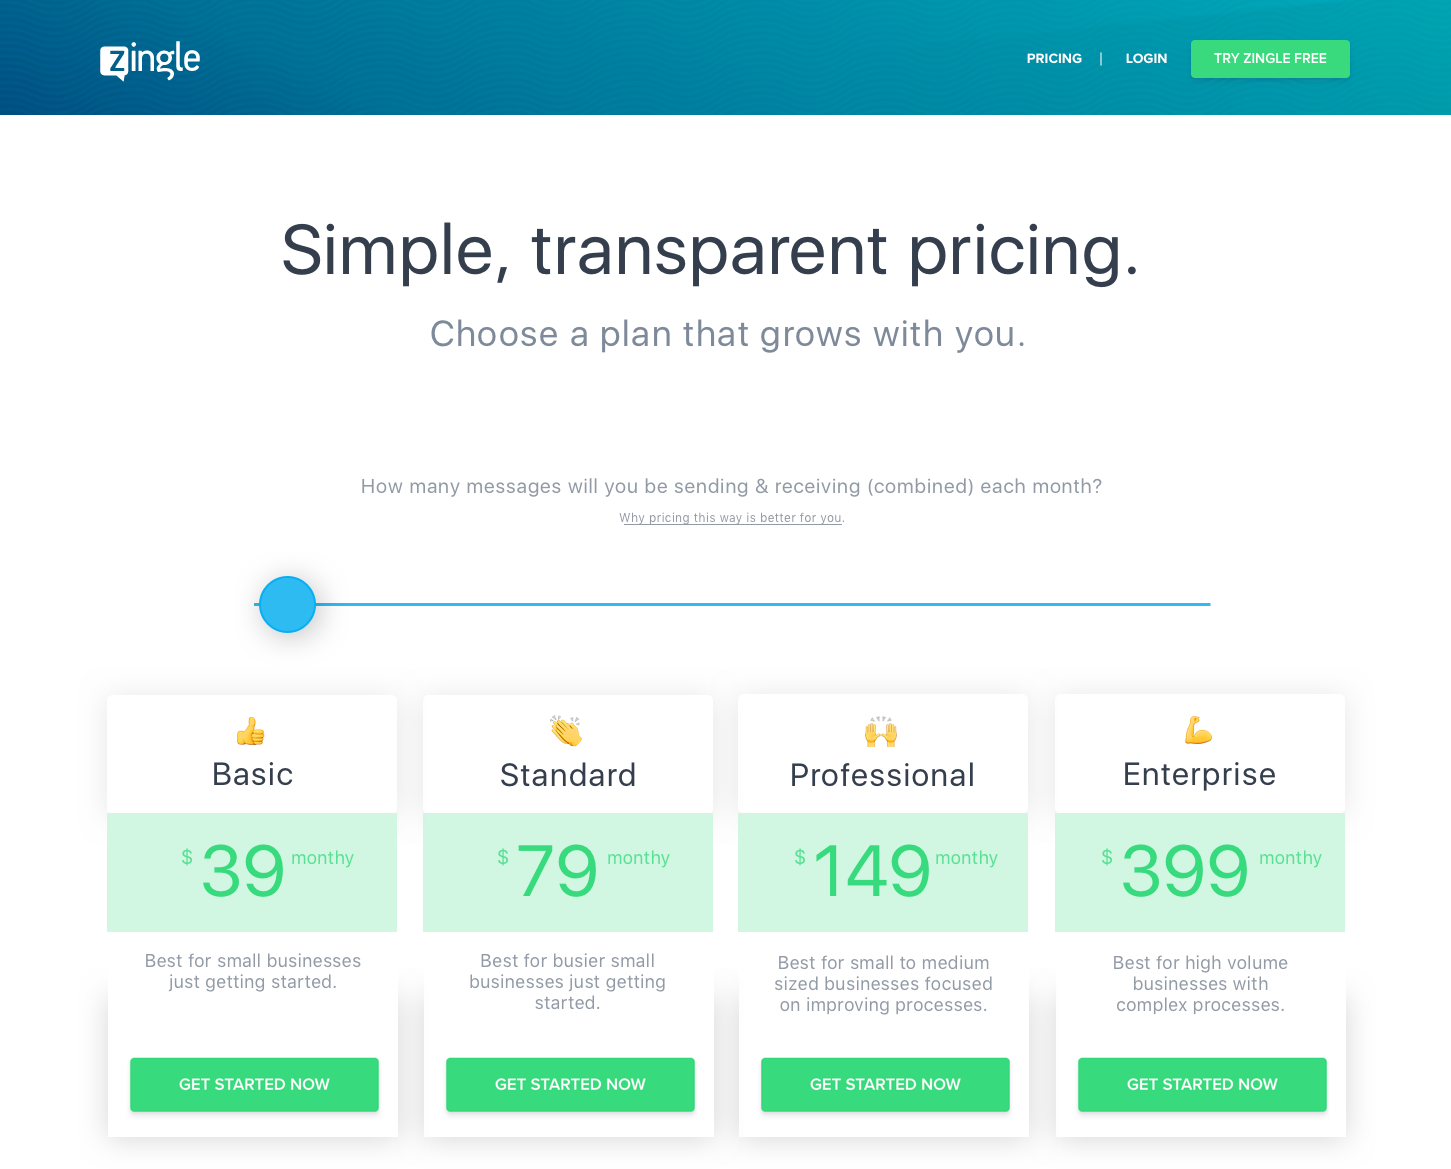 zingle
PRICING | LOGIN TRY ZINGLE FREE
Simple, transparent pricing.
Choose a plan that grows with you.
How many messages will you be sending & receiving (combined) each month?
Why pricing this way is better for you.
Basic
$ 39 monthy
Best for small businesses
just getting started.
GET STARTED NOW
Standard
$ 79 monthy
Best for busier small
businesses just getting
started.
GET STARTED NOW
Professional
$ 149 monthy
Best for small to medium
sized businesses focused
on improving processes.
GET STARTED NOW
Enterprise
$ 399 monthy
Best for high volume
businesses with
complex processes.
GET STARTED NOW